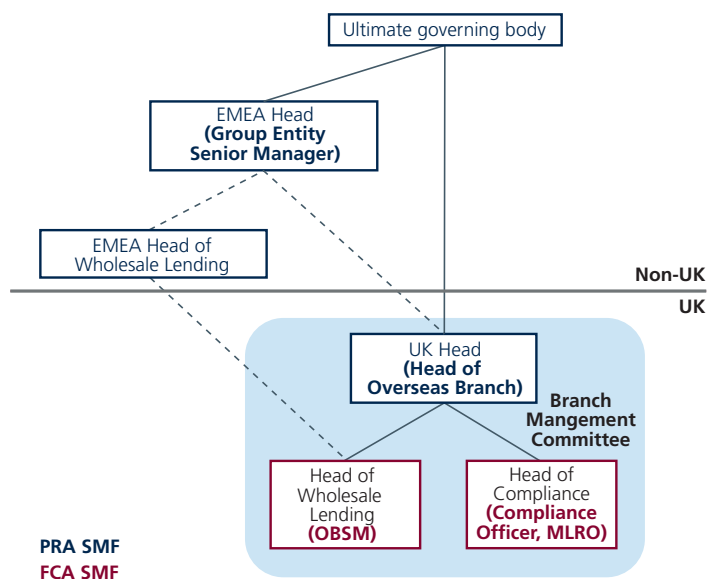 Ultimate governing body
EMEA Head
(Group Entity
Senior Manager)
EMEA Head of
Wholesale Lending
Non-UK
UK
UK Head
(Head of
Overseas Branch)
Branch
Mangement
Committee
Head of
Wholesale
Lending
(OBSM)
Head of
Compliance
(Compliance
Officer, MLRO)
PRA SMF
FCA SMF